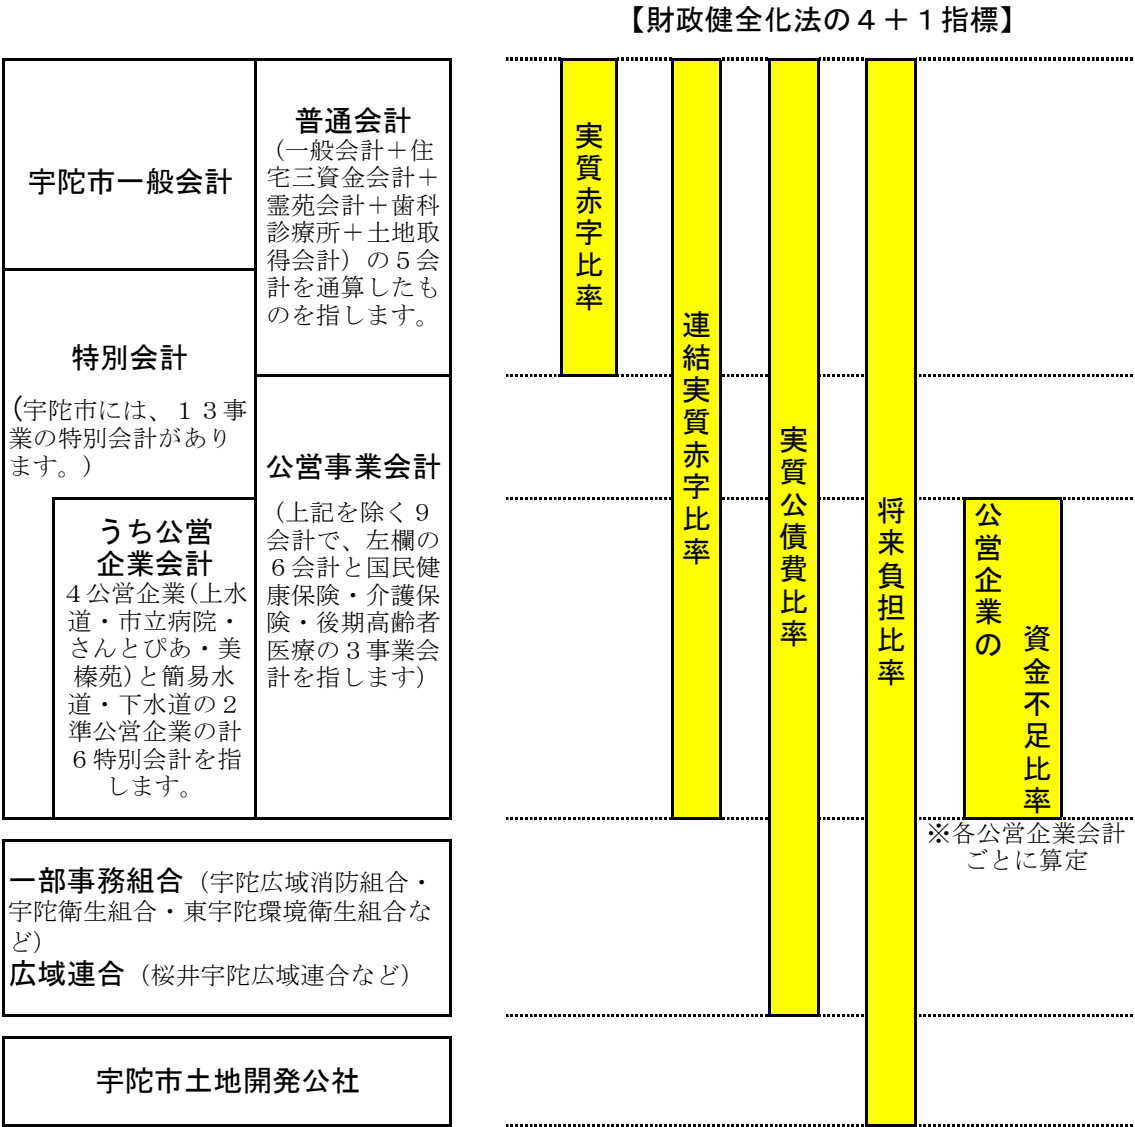 【財政健全化法の４＋１指標】
宇陀市一般会計
普通会計
（一般会計＋住
宅三資金会計＋
霊苑会計＋歯科
診療所＋土地取
得会計）の５会
計を通算したも
のを指します。
特別会計
(宇陀市には、１３事
業の特別会計があり
ます。）
公営事業会計
（上記を除く９
会計で、左欄の
６会計と国民健
康保険・介護保
険・後期高齢者
医療の３事業会
計を指します）
うち公営
企業会計
４公営企業(上水
道・市立病院・
さんとぴあ・美
榛苑)と簡易水
道・下水道の２
準公営企業の計
６特別会計を指
します。
一部事務組合（宇陀広域消防組合・
宇陀衛生組合・東宇陀環境衛生組合な
ど）
広域連合（桜井宇陀広域連合など）
宇陀市土地開発公社
実質赤字比率
連結実質赤字比率
実質公債費比率
将来負担比率
公営企業の
資金不足比率
※各公営企業会計
ごとに算定